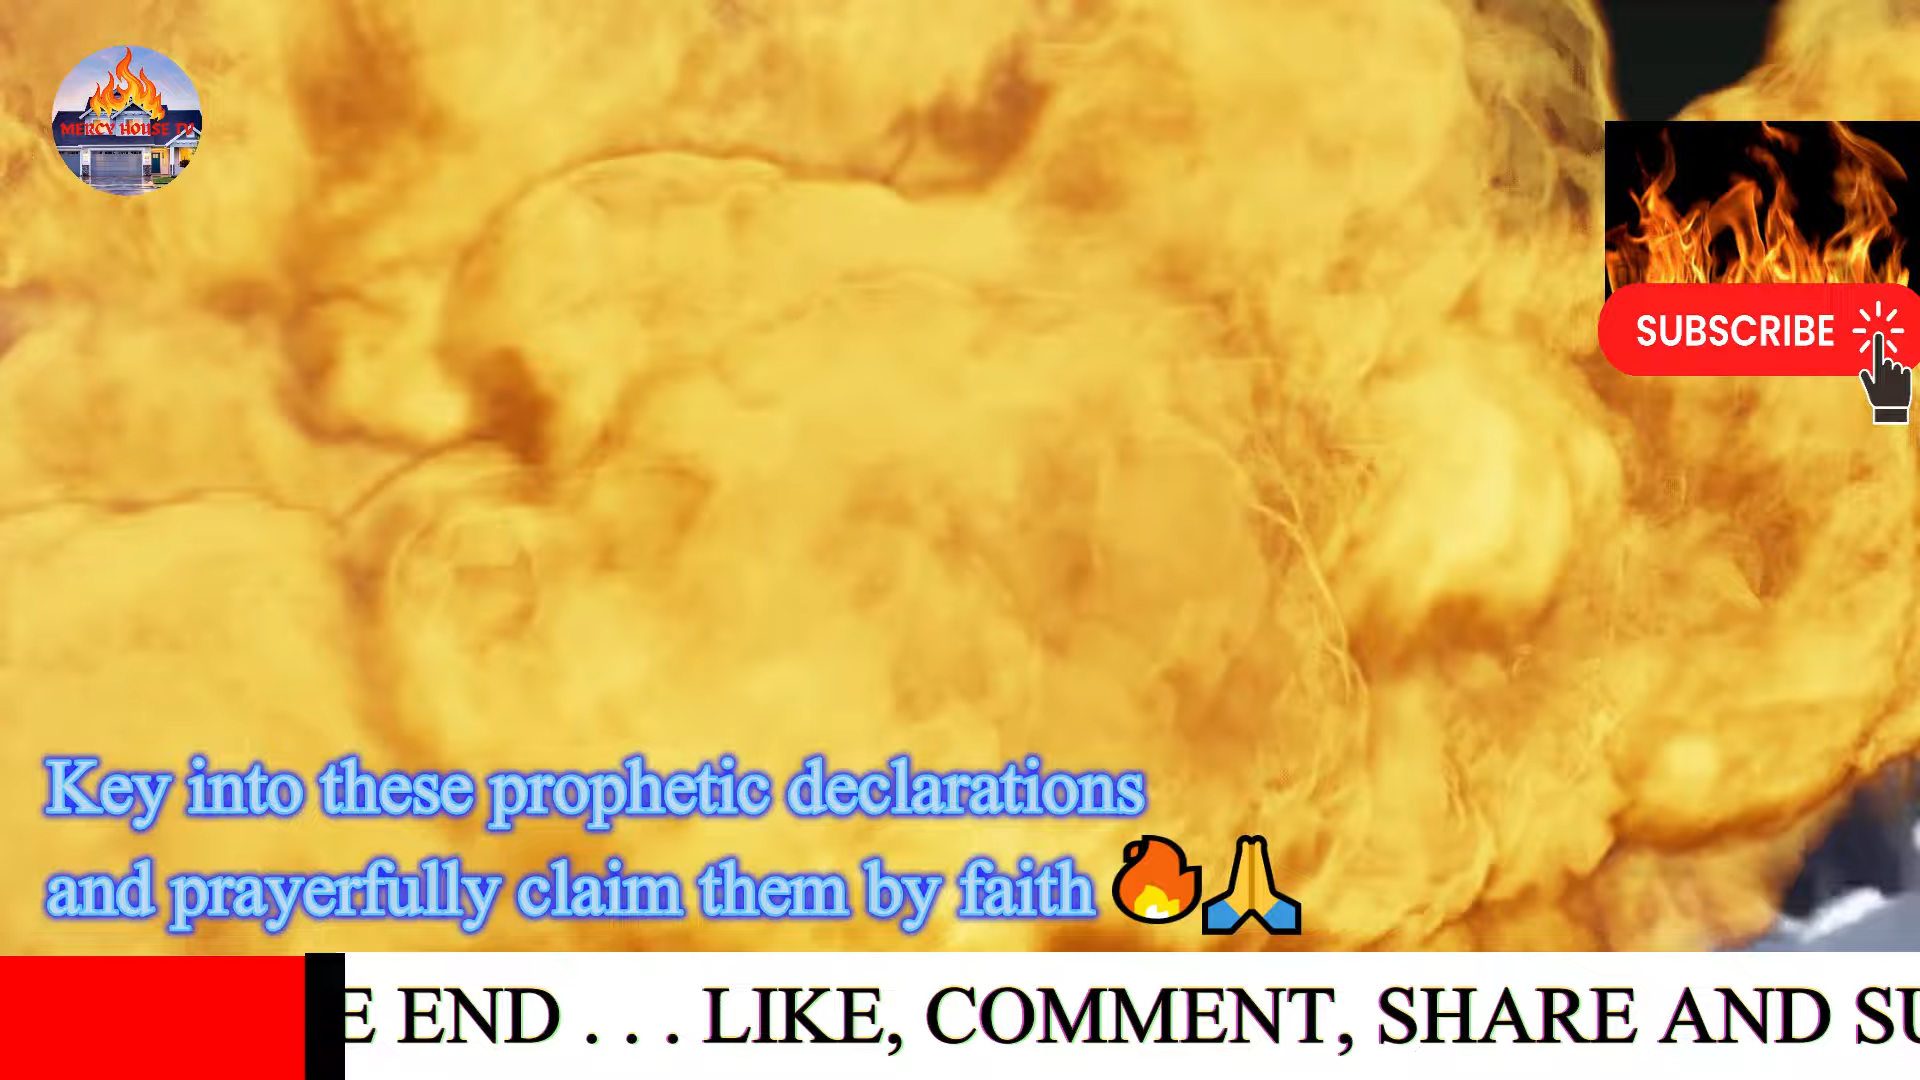 MERCY HOUSE TV
SUBSCRIBE
Key into these prophetic declarations
and prayerfully claim them by faith 🔥🙏
E END . . . LIKE, COMMENT, SHARE AND SU